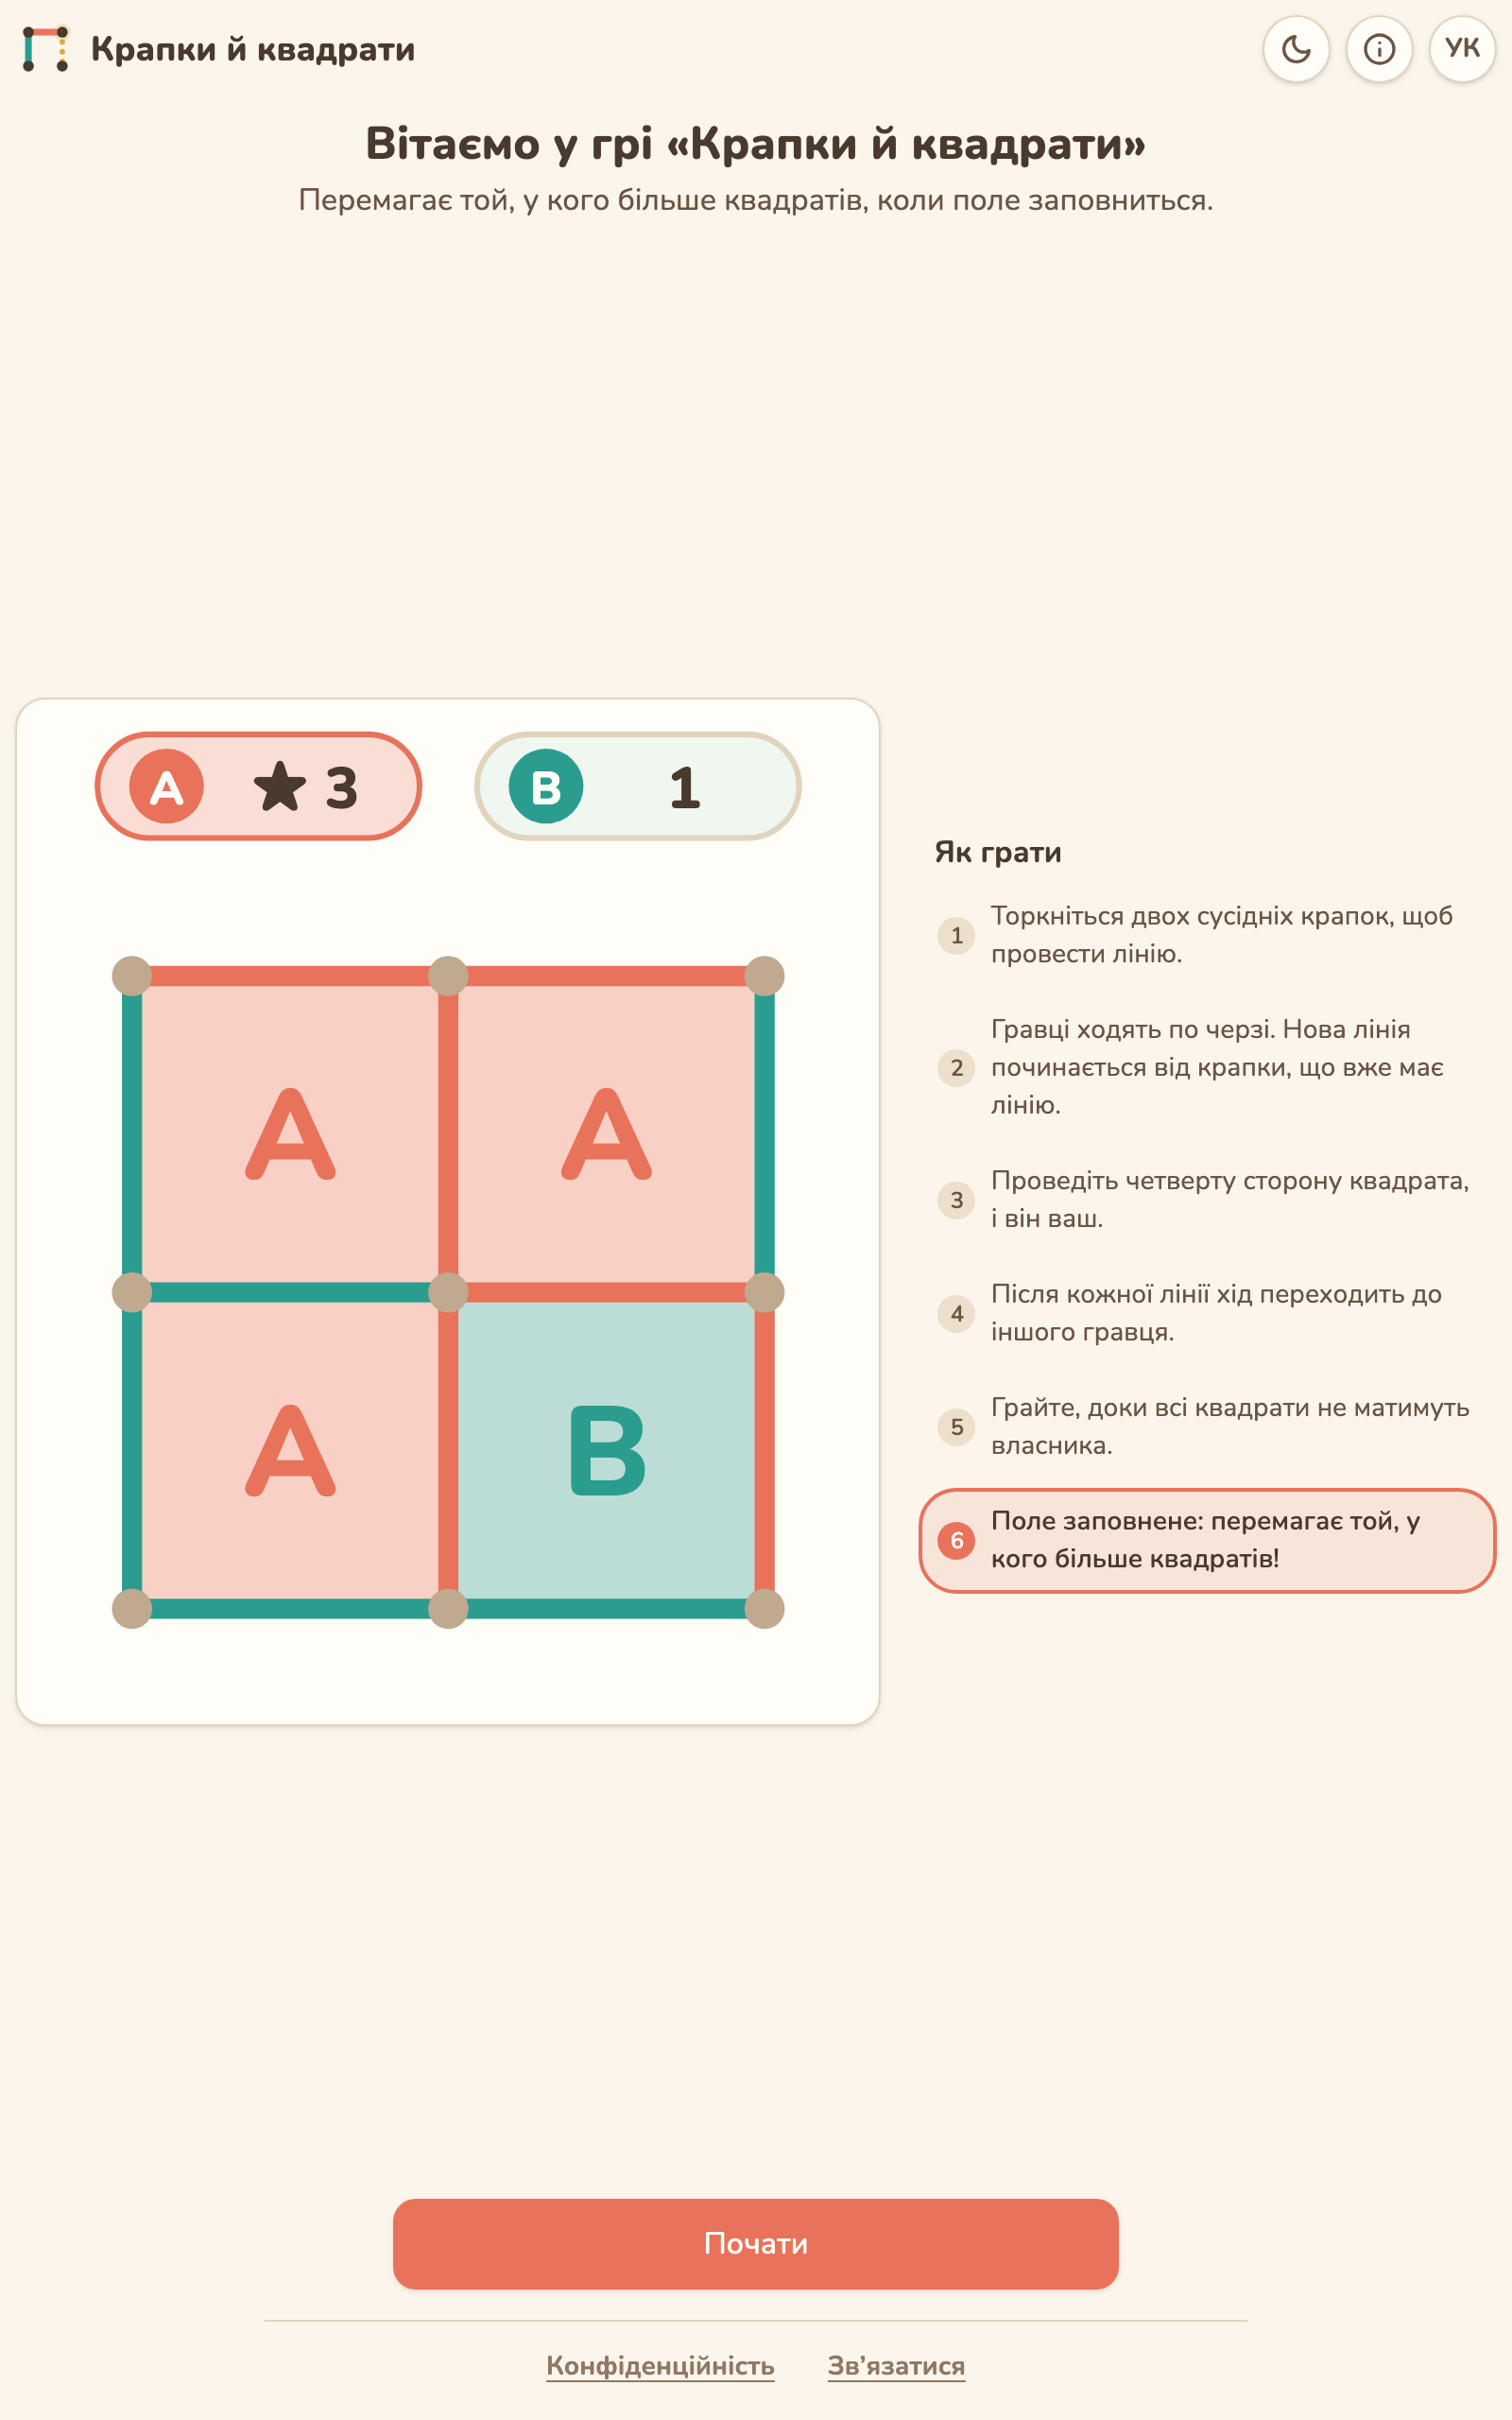 Крапки й квадрати
УК
Вітаємо у грі «Крапки й квадрати»
Перемагає той, у кого більше квадратів, коли поле заповниться.
A 3
B 1
A A
A B
Як грати
1 Торкніться двох сусідніх крапок, щоб
провести лінію.
2 Гравці ходять по черзі. Нова лінія
починається від крапки, що вже має
лінію.
3 Проведіть четверту сторону квадрата,
і він ваш.
4 Після кожної лінії хід переходить до
іншого гравця.
5 Грайте, доки всі квадрати не матимуть
власника.
6 Поле заповнене: перемагає той, у
кого більше квадратів!
Почати
Конфіденційність Зв’язатися